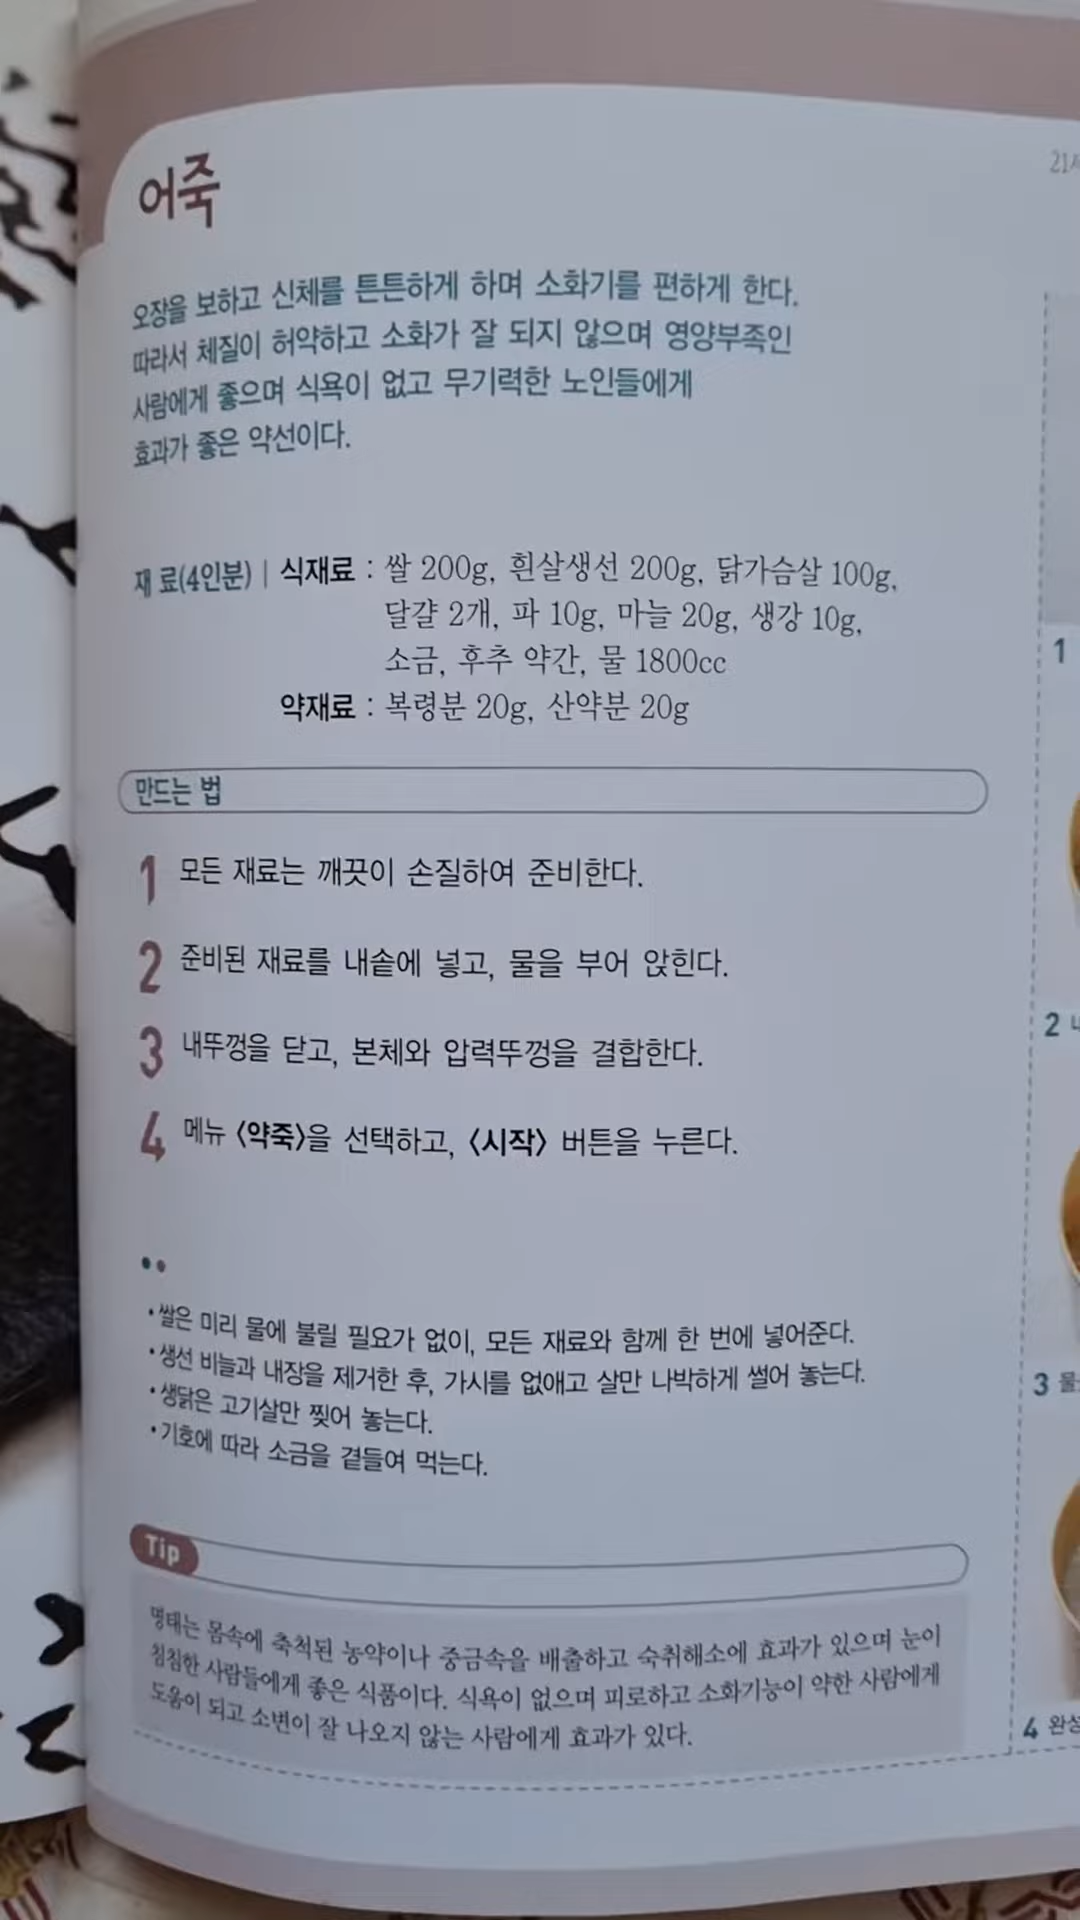 어죽
오장을 보하고 신체를 튼튼하게 하며 소화기를 편하게 한다.
따라서 체질이 허약하고 소화가 잘 되지 않으며 영양부족인
사람에게 좋으며 식욕이 없고 무기력한 노인들에게
효과가 좋은 약선이다.
재 료(4인분) | 식재료 : 쌀 200g, 흰살생선 200g, 닭가슴살 100g,
달걀 2개, 파 10g, 마늘 20g, 생강 10g,
소금, 후추 약간, 물 1800cc
약재료 : 복령분 20g, 산약분 20g
만드는 법
1 모든 재료는 깨끗이 손질하여 준비한다.
2 준비된 재료를 내솥에 넣고, 물을 부어 앉힌다.
3 내뚜껑을 닫고, 본체와 압력뚜껑을 결합한다.
4 메뉴 〈약죽〉을 선택하고, 〈시작〉 버튼을 누른다.
• 쌀은 미리 물에 불릴 필요가 없이, 모든 재료와 함께 한 번에 넣어준다.
• 생선 비늘과 내장을 제거한 후, 가시를 없애고 살만 나박하게 썰어 놓는다.
• 생닭은 고기살만 찢어 놓는다.
• 기호에 따라 소금을 곁들여 먹는다.
Tip
명태는 몸속에 축척된 농약이나 중금속을 배출하고 숙취해소에 효과가 있으며 눈이
침침한 사람들에게 좋은 식품이다. 식욕이 없으며 피로하고 소화기능이 약한 사람에게
도움이 되고 소변이 잘 나오지 않는 사람에게 효과가 있다.
21
1
2
3
4 완성